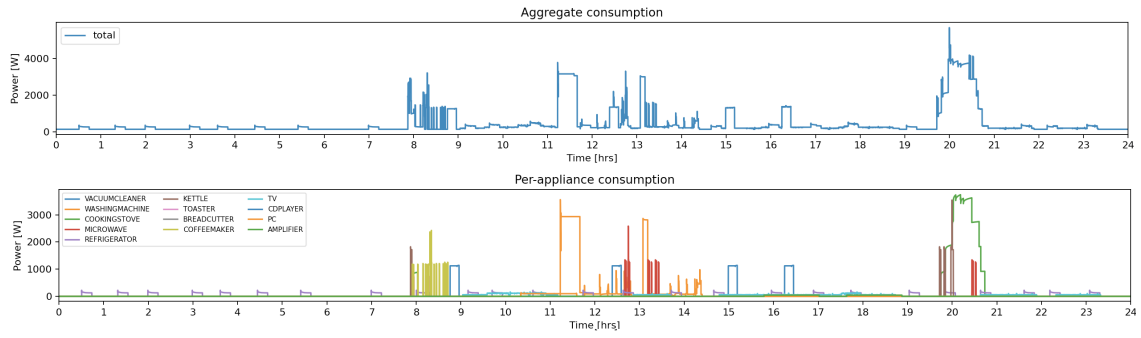 Aggregate consumption
total
Power [W]
4000
2000
0
0 1 2 3 4 5 6 7 8 9 10 11 12 13 14 15 16 17 18 19 20 21 22 23 24
Time [hrs]
Per-appliance consumption
VACUUMCLEANER KETTLE TV
WASHINGMACHINE TOASTER CDPLAYER
COOKINGSTOVE BREADCUTTER PC
MICROWAVE COFFEEMAKER AMPLIFIER
REFRIGERATOR
Power [W]
3000
2000
1000
0
0 1 2 3 4 5 6 7 8 9 10 11 12 13 14 15 16 17 18 19 20 21 22 23 24
Time [hrs]